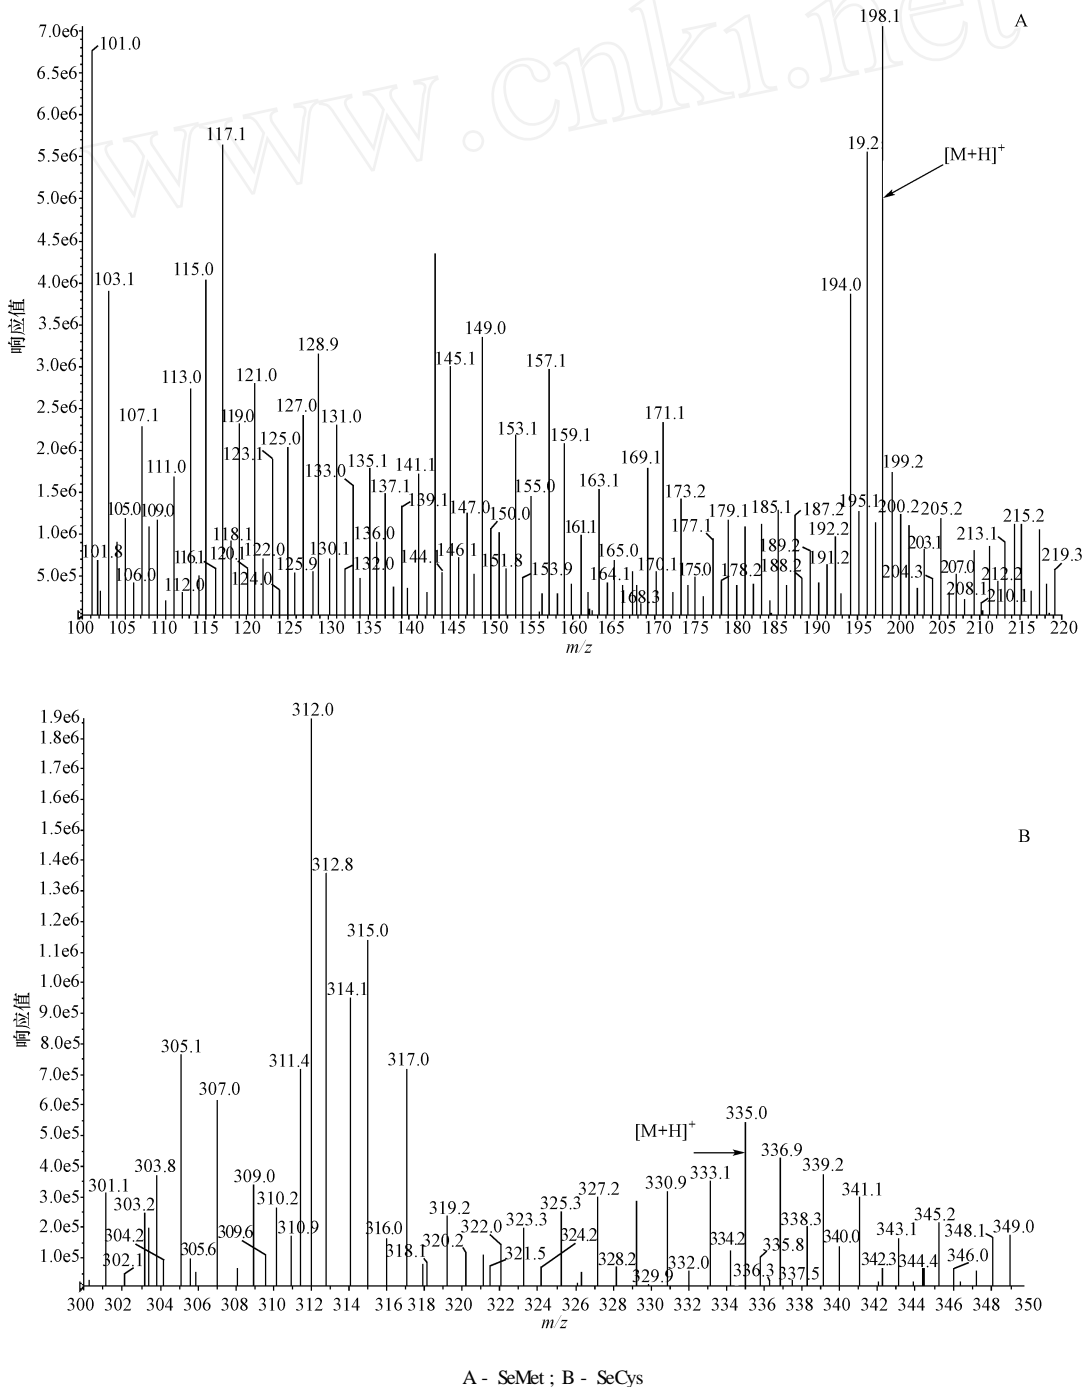 www.cnki.net
A
198.1
7.0e6
101.0
6.5e6
6.0e6
117.1
19.2
[M+H]+
5.5e6
5.0e6
4.5e6
115.0
4.0e6
103.1
194.0
3.5e6
响应值
128.9
149.0
3.0e6
145.1
157.1
113.0
121.0
2.5e6
107.1
119.0
127.0
131.0
171.1
153.1
159.1
2.0e6
123.1
125.0
111.0
133.0
135.1
141.1
169.1
199.2
1.5e6
137.1
139.1
155.0
163.1
173.2
105.0
109.0
147.0
150.0
179.1
185.1
187.2
195.1
200.2
205.2
215.2
1.0e6
118.1
136.0
161.1
177.1
192.2
213.1
101.8
116.1
120.1
122.0
130.1
144.1
146.1
165.0
189.2
203.1
219.3
5.0e5
106.0
112.0
124.0
125.9
132.0
151.8
153.9
164.1
170.1
175.0
178.2
188.2
191.2
204.3
207.0
212.2
168.3
208.1
210.1
100 105 110 115 120 125 130 135 140 145 150 155 160 165 170 175 180 185 190 195 200 205 210 215 220
m/z
312.0
1.9e6
1.8e6
1.7e6
1.6e6
1.5e6
B
1.4e6
312.8
1.3e6
1.2e6
315.0
1.1e6
1.0e6
314.1
响应值
9.0e5
8.0e5
305.1
311.4
317.0
7.0e5
307.0
6.0e5
335.0
[M+H]+
5.0e5
336.9
4.0e5
303.8
333.1
339.2
301.1
309.0
327.2
330.9
341.1
3.0e5
303.2
310.2
325.3
319.2
338.3
345.2
2.0e5
304.2
309.6
310.9
316.0
322.0
323.3
324.2
334.2
340.0
343.1
348.1
349.0
302.1
305.6
318.1
320.2
321.5
328.2
335.8
1.0e5
329.9
332.0
336.3
337.5
342.3
344.4
346.0
300 302 304 306 308 310 312 314 316 318 320 322 324 326 328 330 332 334 336 338 340 342 344 346 348 350
m/z
A - SeMet ; B - SeCys